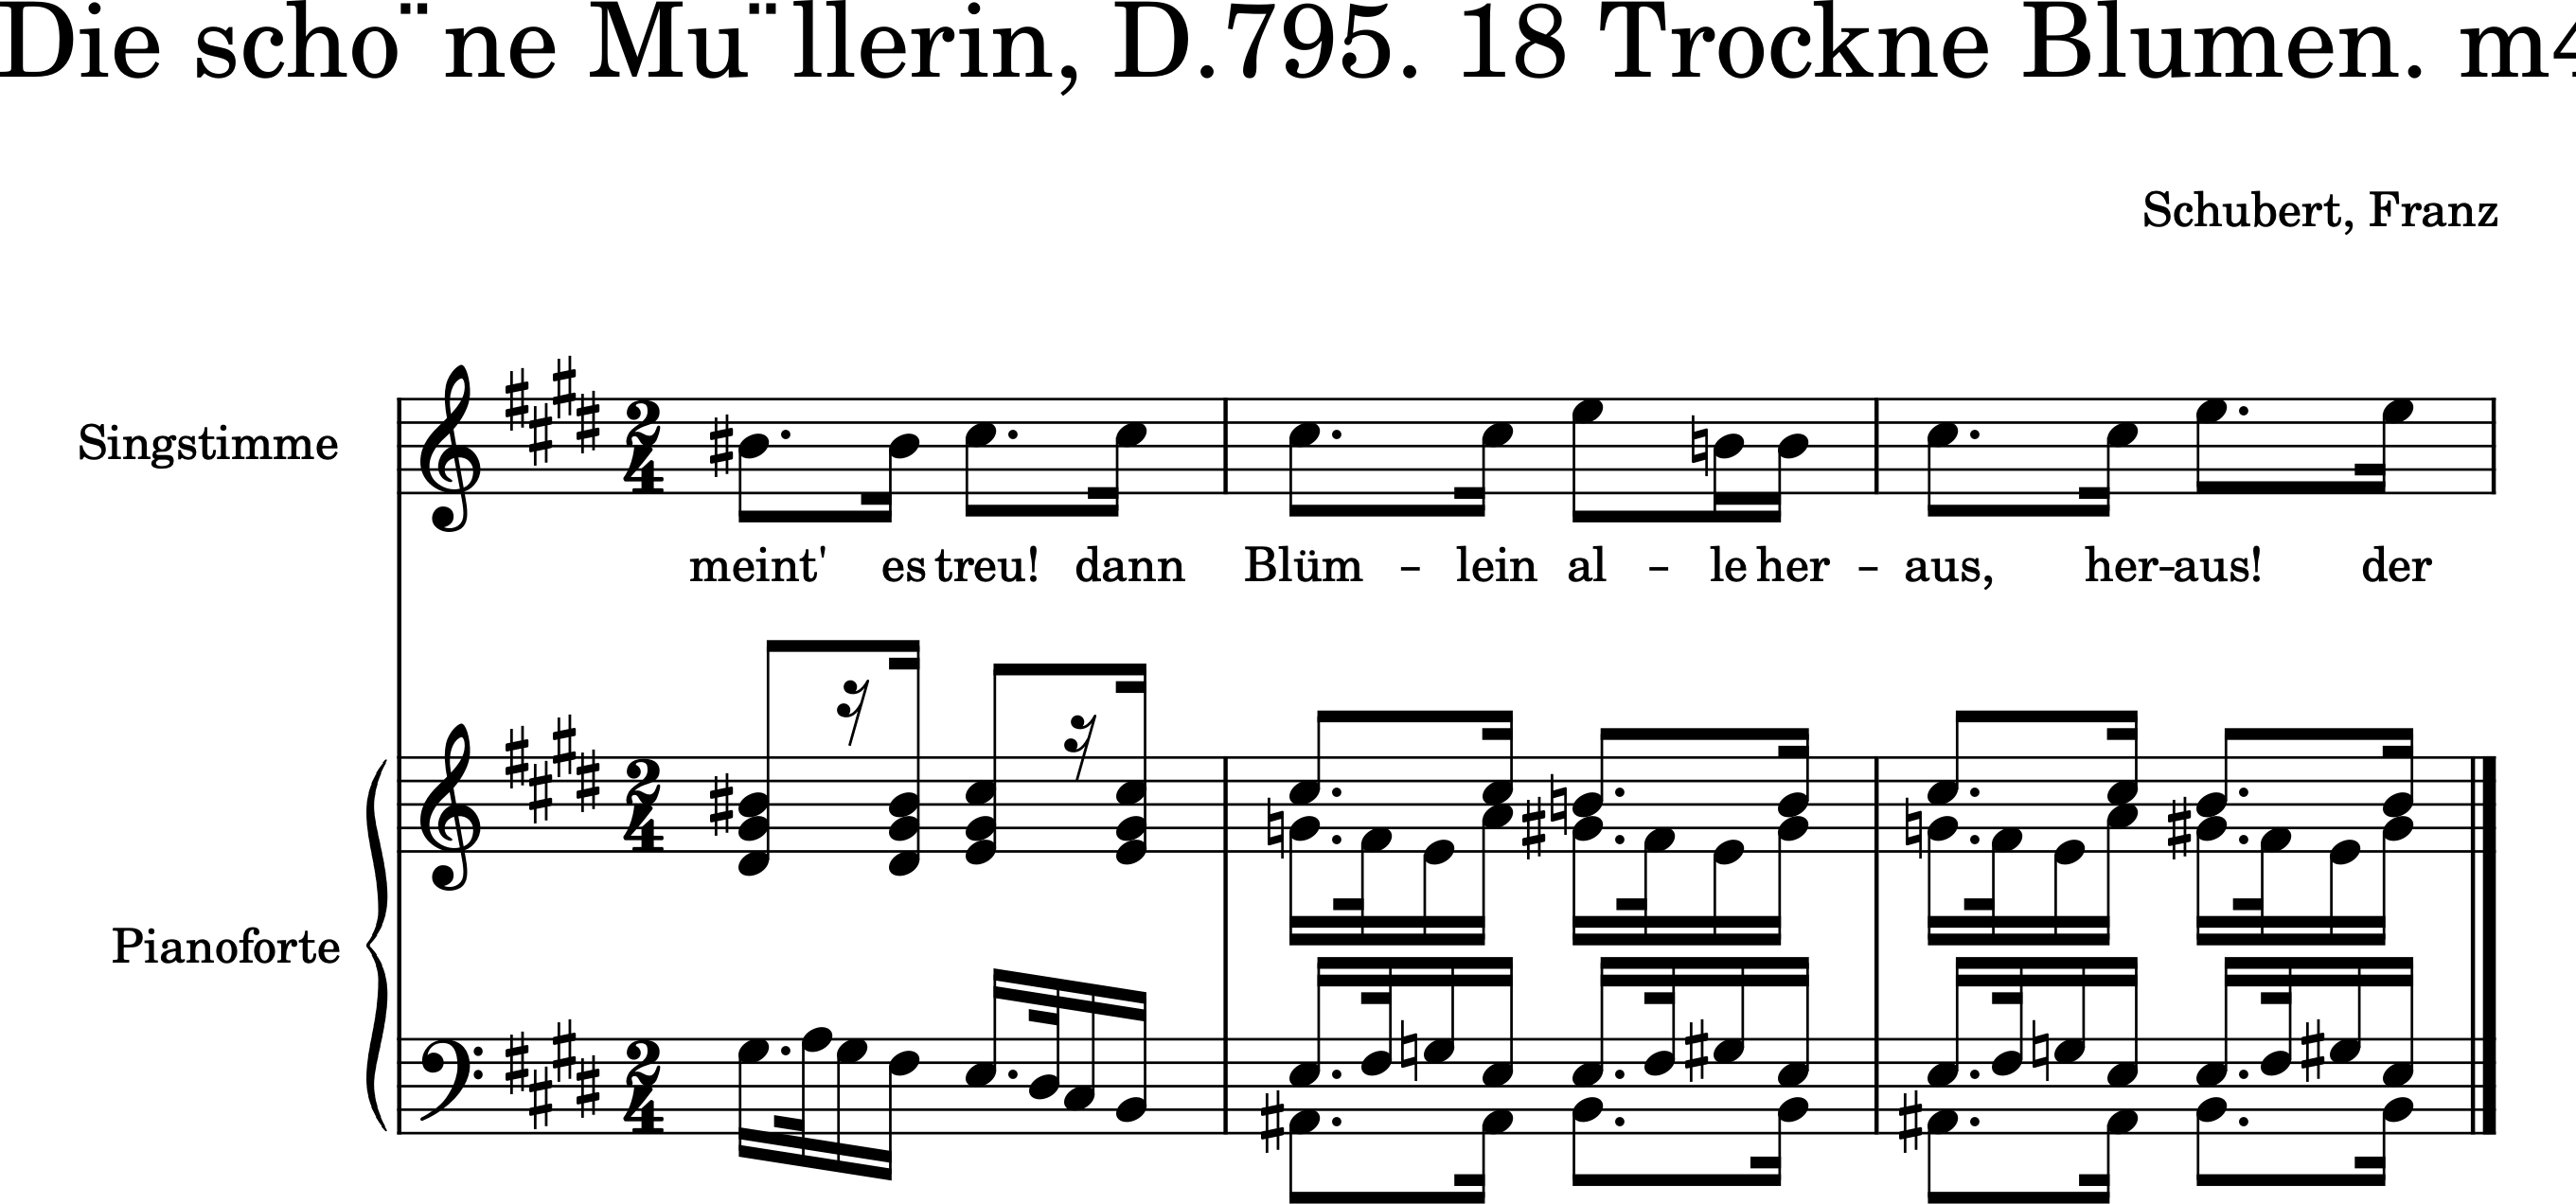 Die scho¨ne Mu¨llerin, D.795. 18 Trockne Blumen. m4
Schubert, Franz
Singstimme
meint' es treu! dann Blüm - lein al - le her - aus, her-aus! der
Pianoforte